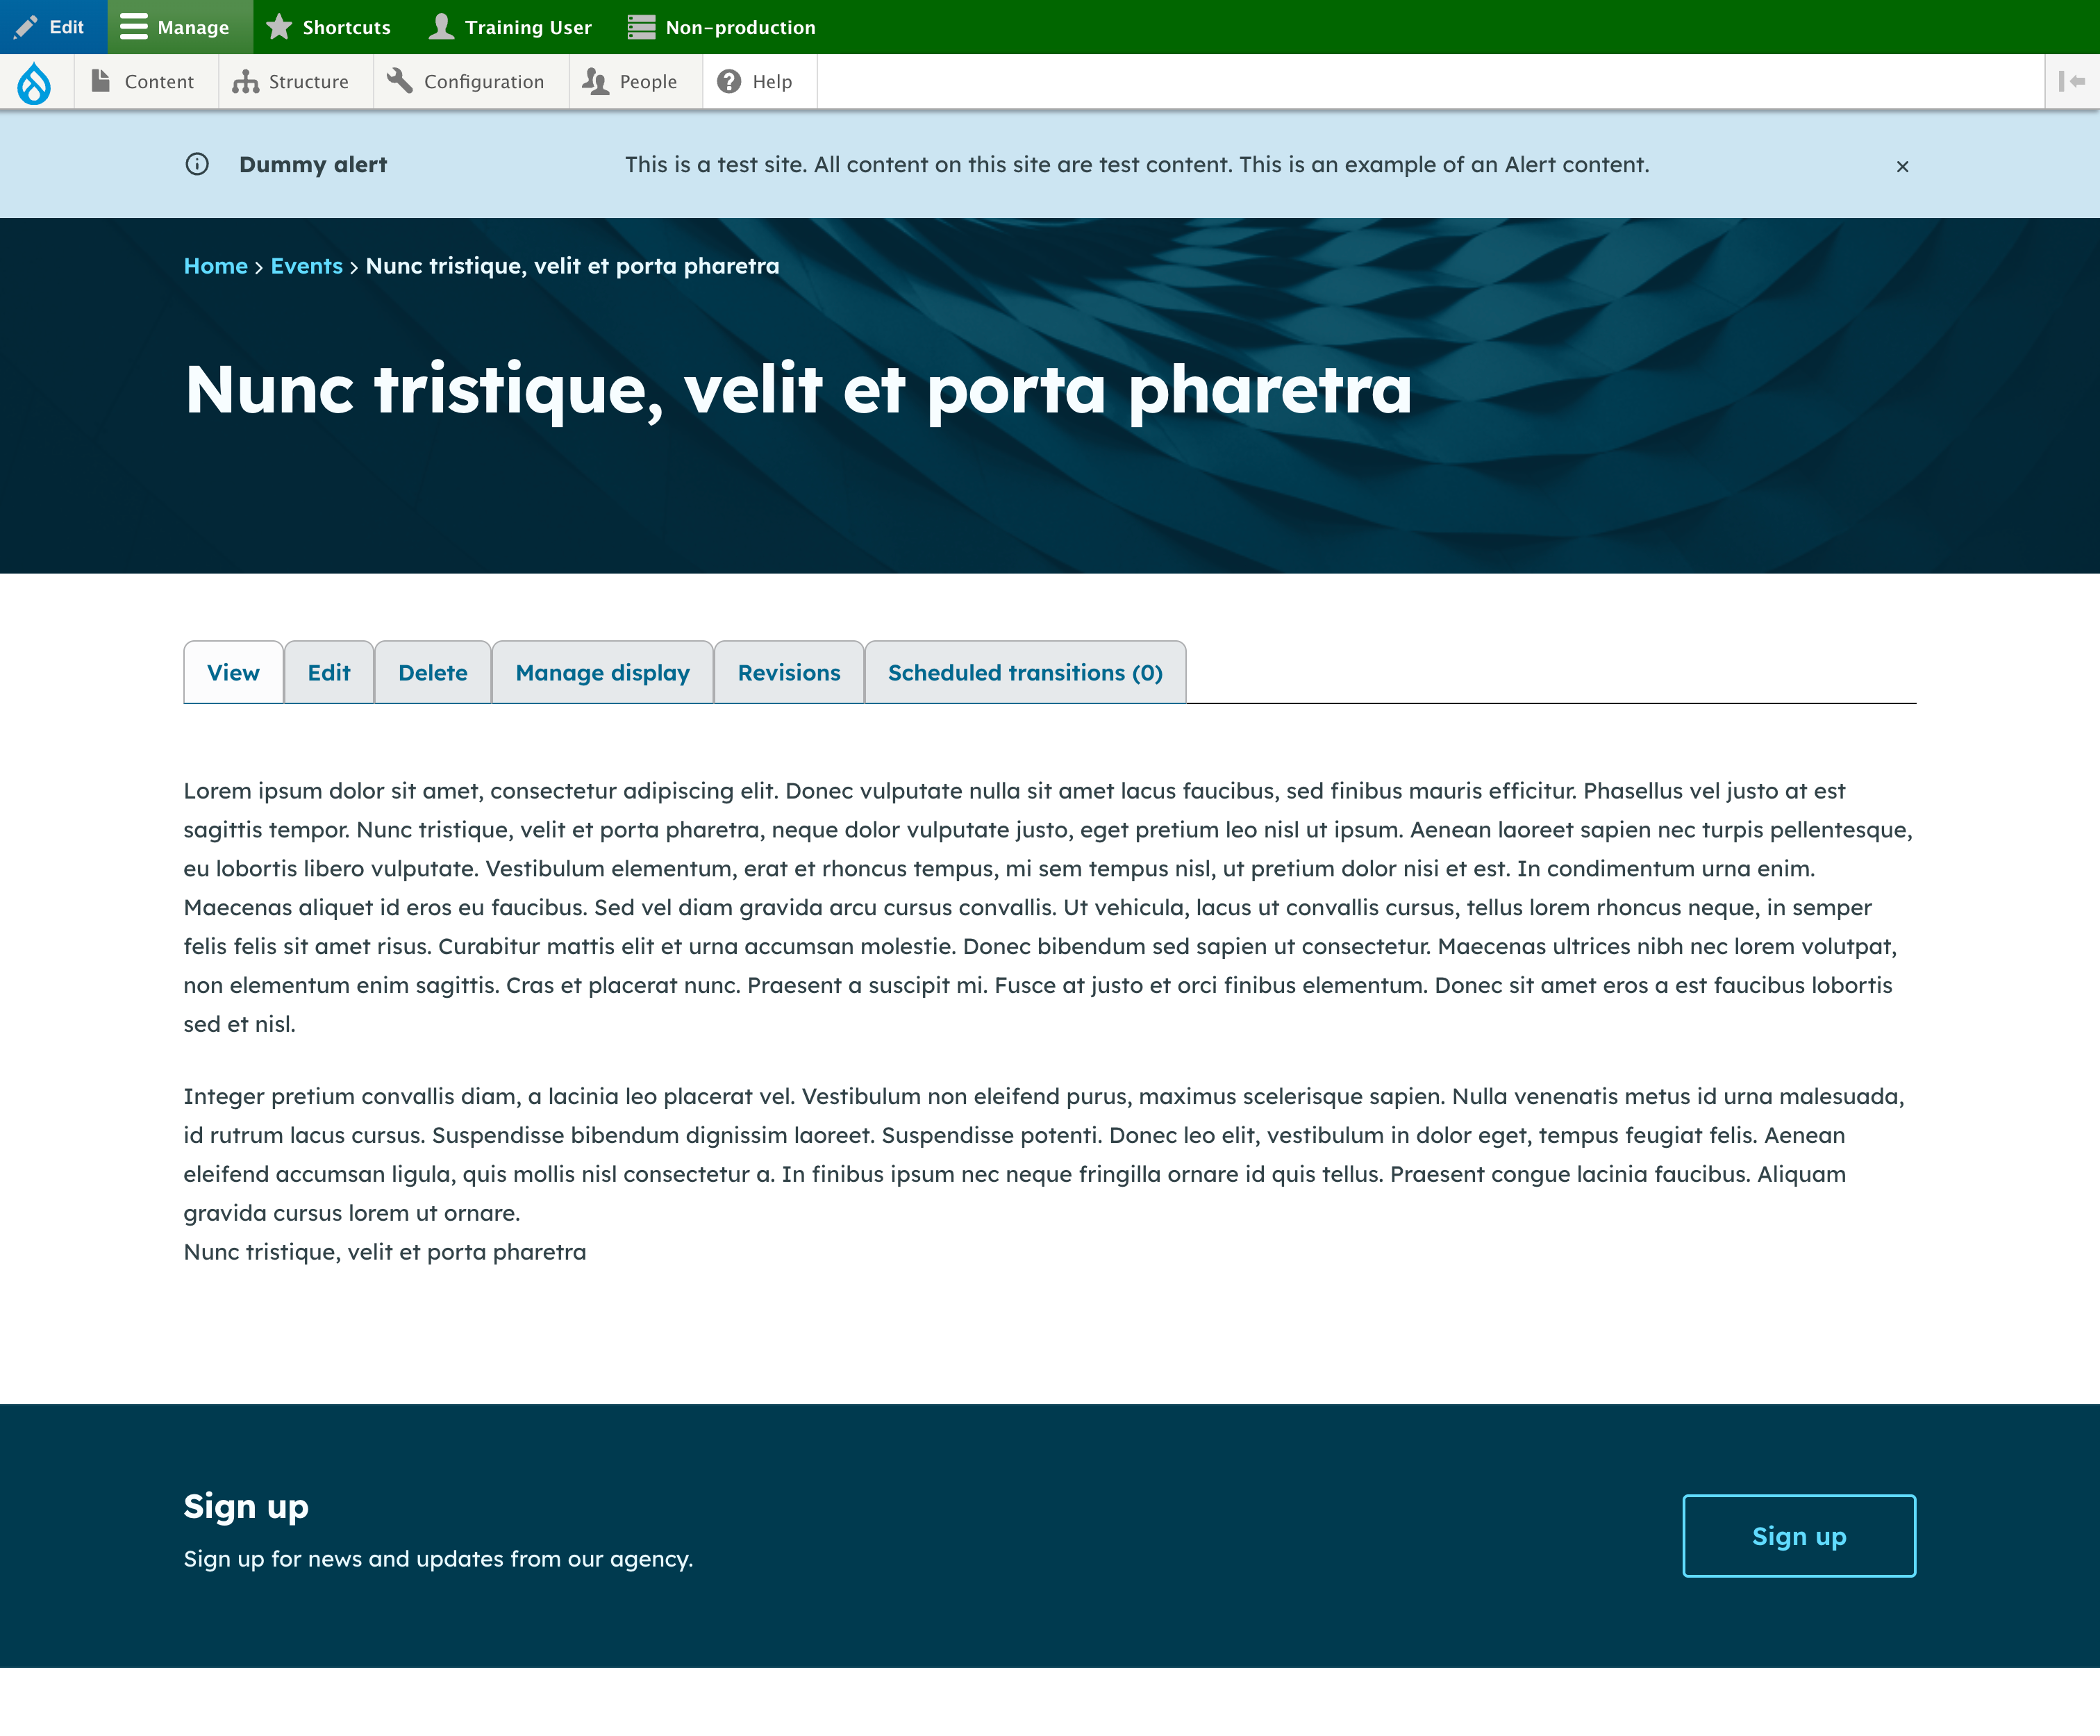 Edit Manage Shortcuts Training User Non-production
Content Structure Configuration People Help
Dummy alert This is a test site. All content on this site are test content. This is an example of an Alert content. ×
Home › Events › Nunc tristique, velit et porta pharetra
Nunc tristique, velit et porta pharetra
View Edit Delete Manage display Revisions Scheduled transitions (0)
Lorem ipsum dolor sit amet, consectetur adipiscing elit. Donec vulputate nulla sit amet lacus faucibus, sed finibus mauris efficitur. Phasellus vel justo at est
sagittis tempor. Nunc tristique, velit et porta pharetra, neque dolor vulputate justo, eget pretium leo nisl ut ipsum. Aenean laoreet sapien nec turpis pellentesque,
eu lobortis libero vulputate. Vestibulum elementum, erat et rhoncus tempus, mi sem tempus nisl, ut pretium dolor nisi et est. In condimentum urna enim.
Maecenas aliquet id eros eu faucibus. Sed vel diam gravida arcu cursus convallis. Ut vehicula, lacus ut convallis cursus, tellus lorem rhoncus neque, in semper
felis felis sit amet risus. Curabitur mattis elit et urna accumsan molestie. Donec bibendum sed sapien ut consectetur. Maecenas ultrices nibh nec lorem volutpat,
non elementum enim sagittis. Cras et placerat nunc. Praesent a suscipit mi. Fusce at justo et orci finibus elementum. Donec sit amet eros a est faucibus lobortis
sed et nisl.
Integer pretium convallis diam, a lacinia leo placerat vel. Vestibulum non eleifend purus, maximus scelerisque sapien. Nulla venenatis metus id urna malesuada,
id rutrum lacus cursus. Suspendisse bibendum dignissim laoreet. Suspendisse potenti. Donec leo elit, vestibulum in dolor eget, tempus feugiat felis. Aenean
eleifend accumsan ligula, quis mollis nisl consectetur a. In finibus ipsum nec neque fringilla ornare id quis tellus. Praesent congue lacinia faucibus. Aliquam
gravida cursus lorem ut ornare.
Nunc tristique, velit et porta pharetra
Sign up
Sign up for news and updates from our agency.
Sign up